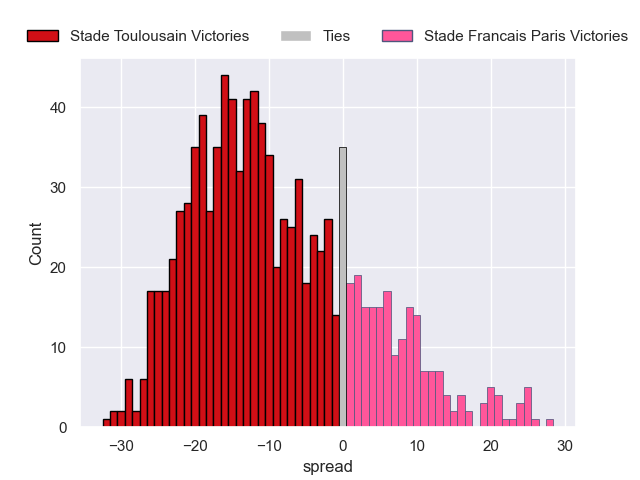 Stade Toulousain Victories Ties Stade Francais Paris Victories
Count
40
30
20
10
0
−30 −20 −10 0 10 20 30
spread